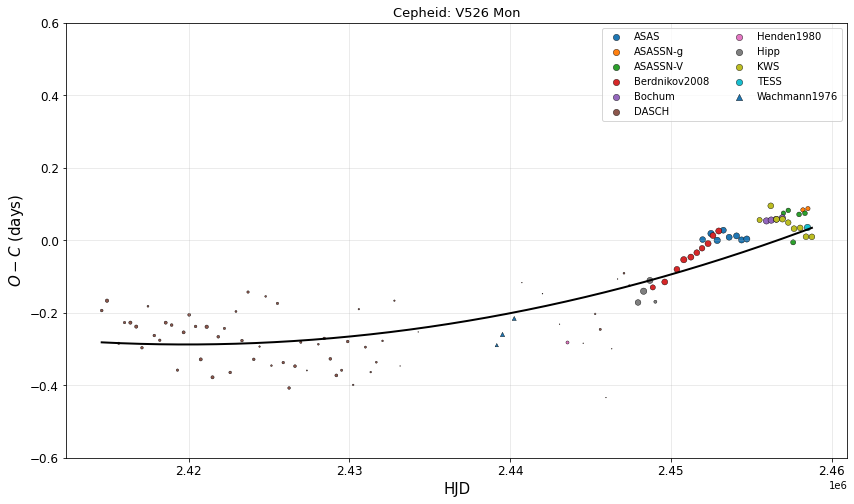 Cepheid: V526 Mon
0.6
0.4
0.2
0.0
−0.2
−0.4
−0.6
O − C (days)
ASAS
ASASSN-g
ASASSN-V
Berdnikov2008
Bochum
DASCH
Henden1980
Hipp
KWS
TESS
Wachmann1976
2.42
2.43
2.44
2.45
2.46
1e6
HJD